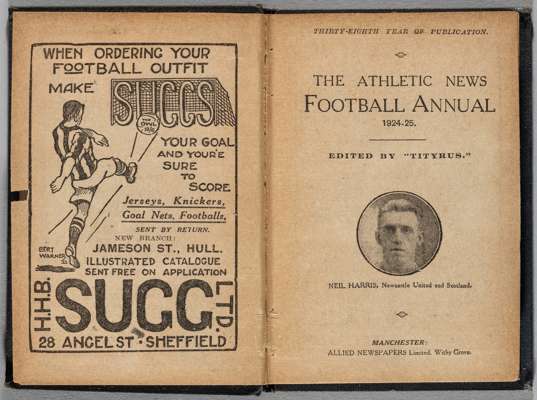 WHEN ORDERING YOUR
FOOTBALL OUTFIT
MAKE
SUGGS
YOUR GOAL
AND YOU'E
SURE
TO
SCORE
Jerseys, Knickers,
Goal Nets, Footballs,
SENT BY RETURN.
NEW BRANCH:
JAMESON ST., HULL.
ILLUSTRATED CATALOGUE
SENT FREE ON APPLICATION
BERT
WARNER
H.H.B.
SUGG
LTD.
28 ANGEL ST · SHEFFIELD
THIRTY-EIGHTH YEAR OF PUBLICATION.
THE ATHLETIC NEWS
FOOTBALL ANNUAL
1924-25.
EDITED BY "TITYRUS."
NEIL HARRIS, Newcastle United and Scotland.
MANCHESTER:
ALLIED NEWSPAPERS Limited. Withy Grove.